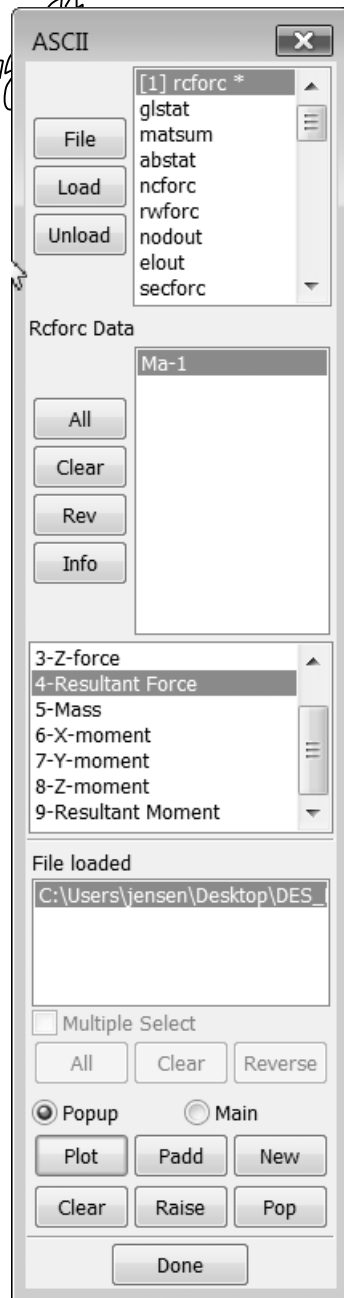 ASCII
[1] rcforc *
glstat
matsum
abstat
ncforc
rwforc
nodout
elout
secforc
File
Load
Unload
Rcforc Data
Ma-1
All
Clear
Rev
Info
3-Z-force
4-Resultant Force
5-Mass
6-X-moment
7-Y-moment
8-Z-moment
9-Resultant Moment
File loaded
C:\Users\jensen\Desktop\DES_
Multiple Select
All Clear Reverse
Popup Main
Plot Padd New
Clear Raise Pop
Done